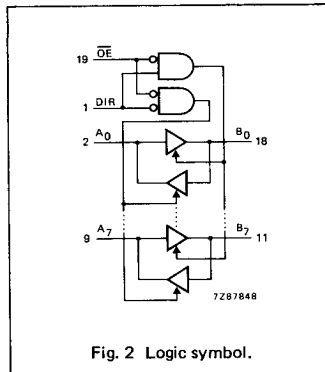 19 OE
1 DIR
2 A0 B0 18
9 A7 B7 11
7Z87848
Fig. 2 Logic symbol.